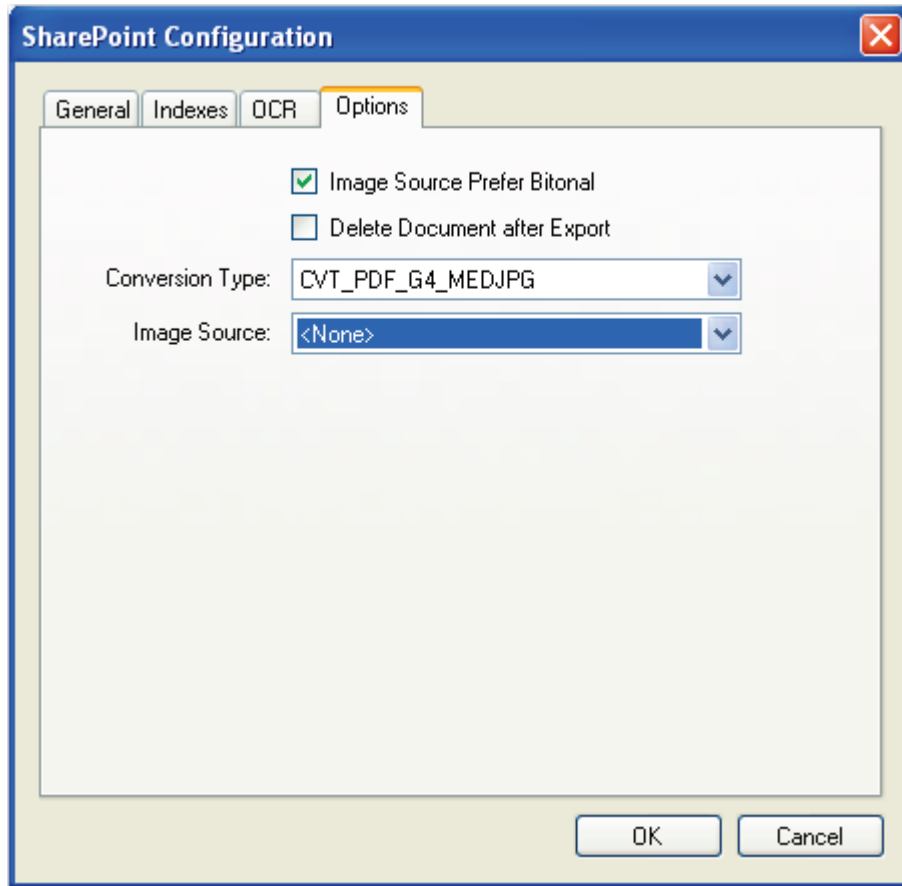 SharePoint Configuration
General Indexes OCR Options
Image Source Prefer Bitonal
Delete Document after Export
Conversion Type: CVT_PDF_G4_MEDJPG
Image Source: <None>
OK Cancel